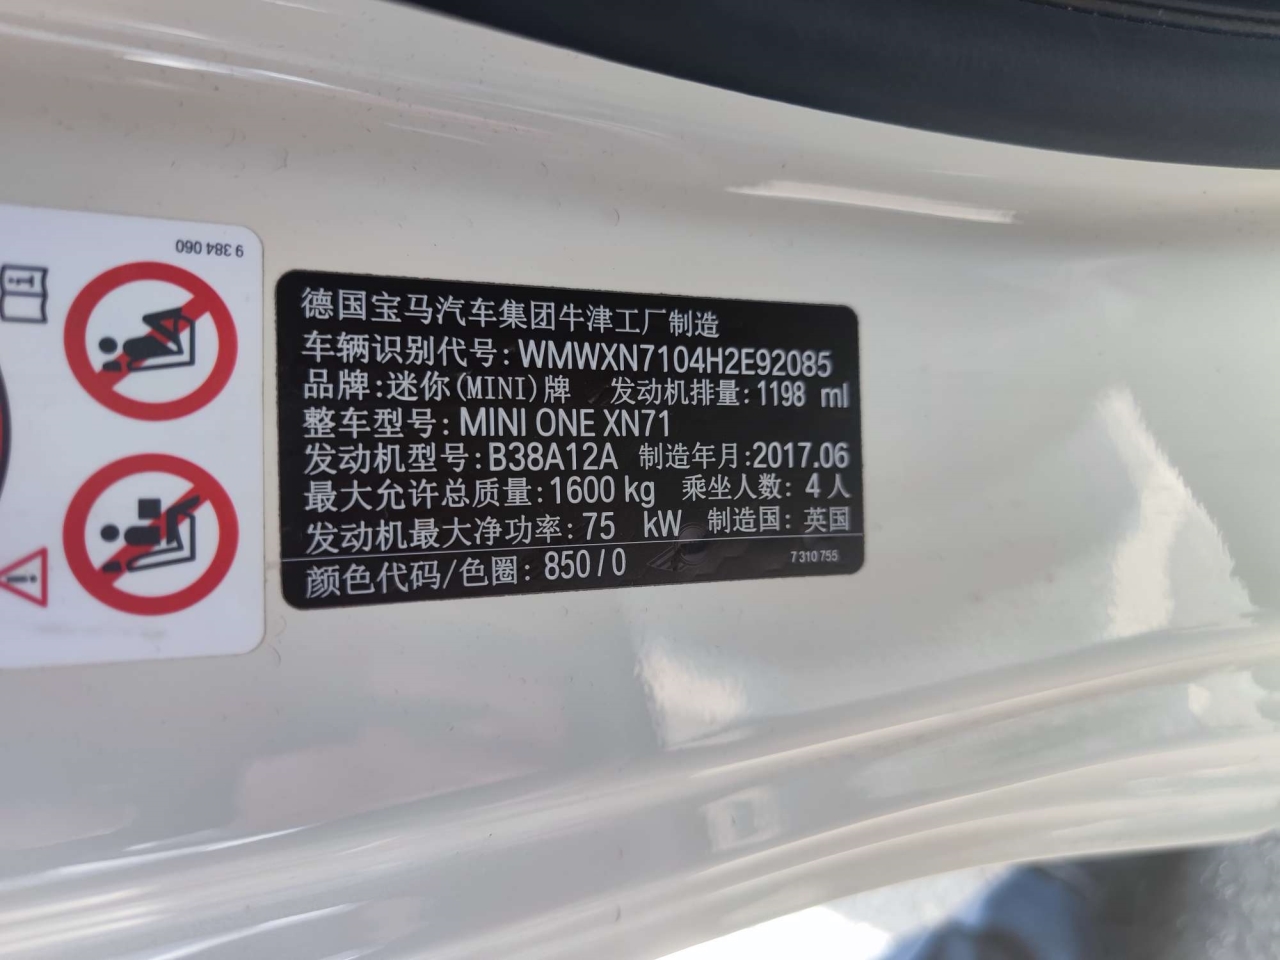 9 384 060
德国宝马汽车集团牛津工厂制造
车辆识别代号: WMWXN7104H2E92085
品牌:迷你(MINI)牌 发动机排量: 1198 ml
整车型号: MINI ONE XN71
发动机型号: B38A12A 制造年月:2017.06
最大允许总质量: 1600 kg 乘坐人数: 4人
发动机最大净功率: 75 kW 制造国: 英国
颜色代码/色圈: 850 / 0 7 310 755